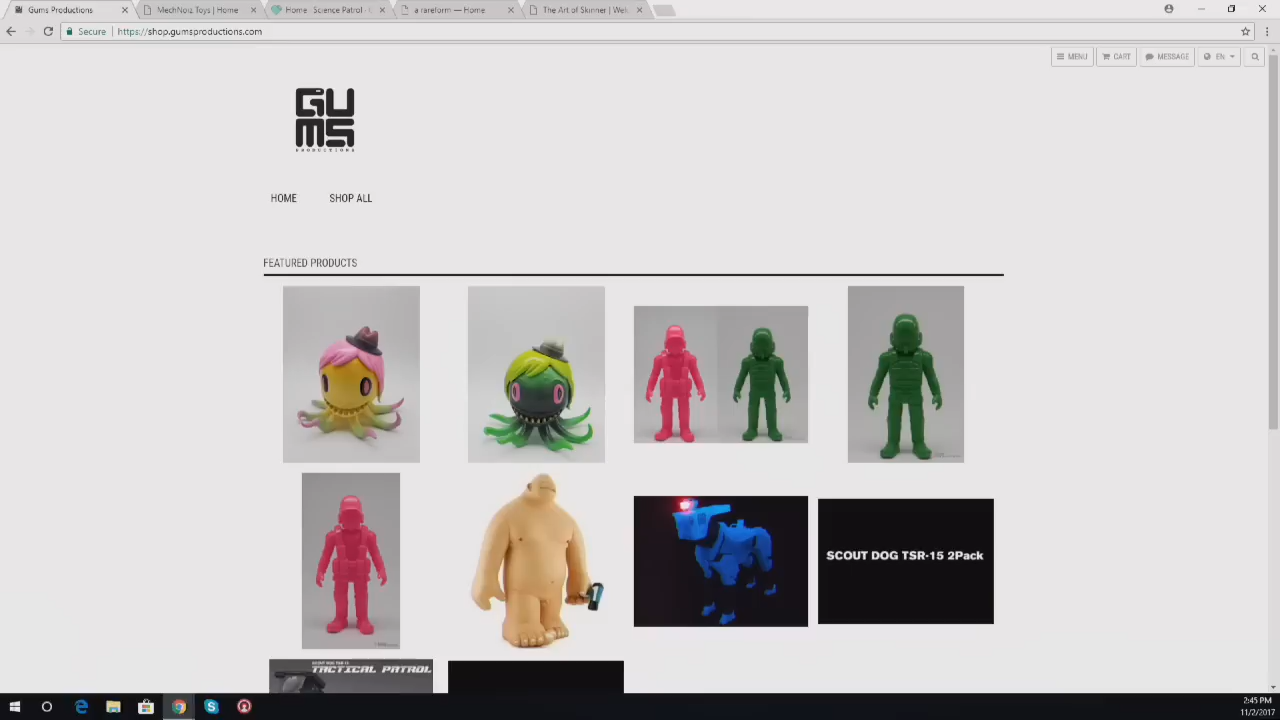 Gums Productions
MechNoiz Toys | Home
Home · Science Patrol · 
a rareform — Home
The Art of Skinner | Wel
Secure
https://shop.gumsproductions.com
MENU
CART
MESSAGE
EN
GUMS
PRODUCTIONS
HOME
SHOP ALL
FEATURED PRODUCTS
SCOUT DOG TSR-15 2Pack
TACTICAL PATROL
2:45 PM
11/2/2017